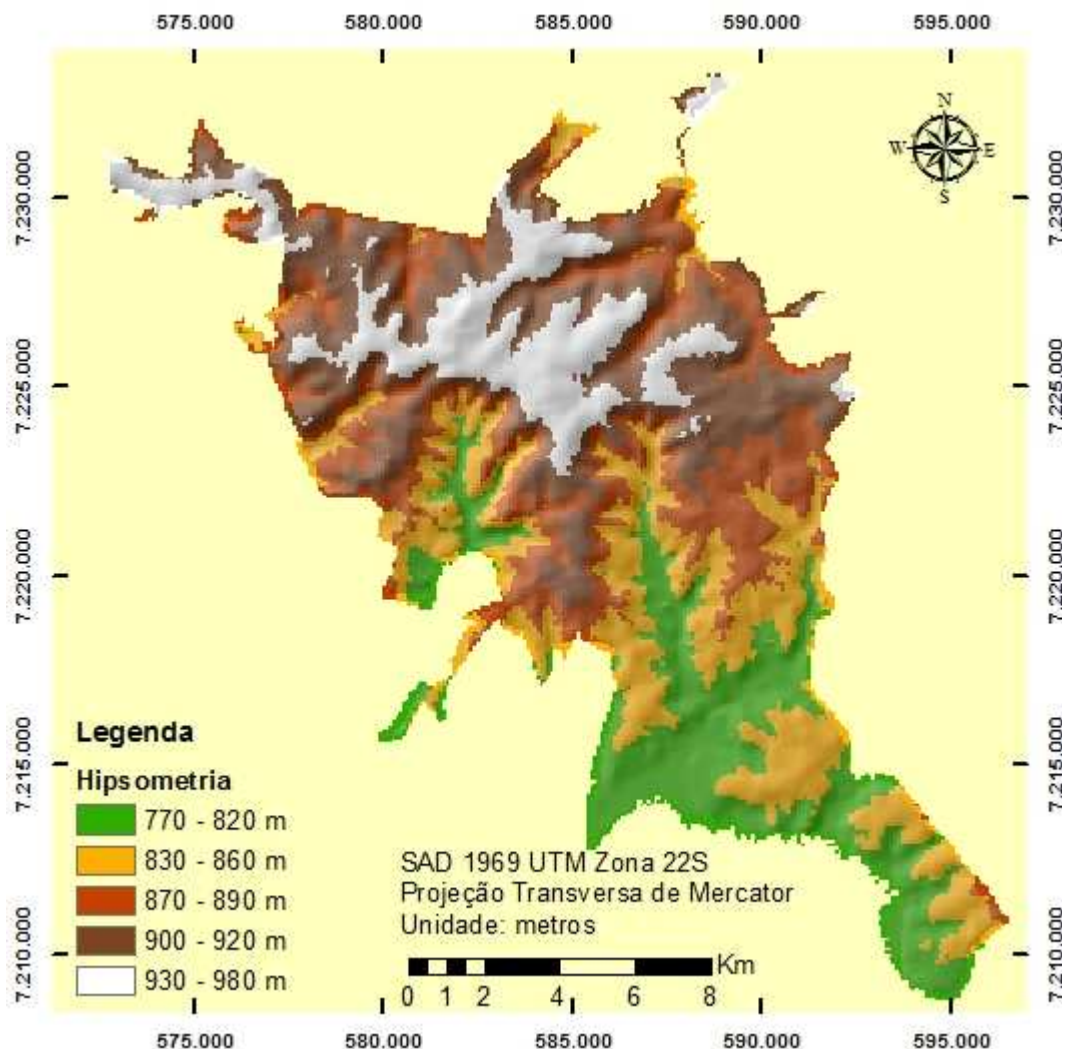 575.000 580.000 585.000 590.000 595.000
N
W E
S
7.230.000 7.230.000
7.225.000 7.225.000
7.220.000 7.220.000
7.215.000 7.215.000
7.210.000 7.210.000
Legenda
Hipsometria
770 - 820 m
830 - 860 m
870 - 890 m
900 - 920 m
930 - 980 m
SAD 1969 UTM Zona 22S
Projeção Transversa de Mercator
Unidade: metros
Km
0 1 2 4 6 8
575.000 580.000 585.000 590.000 595.000